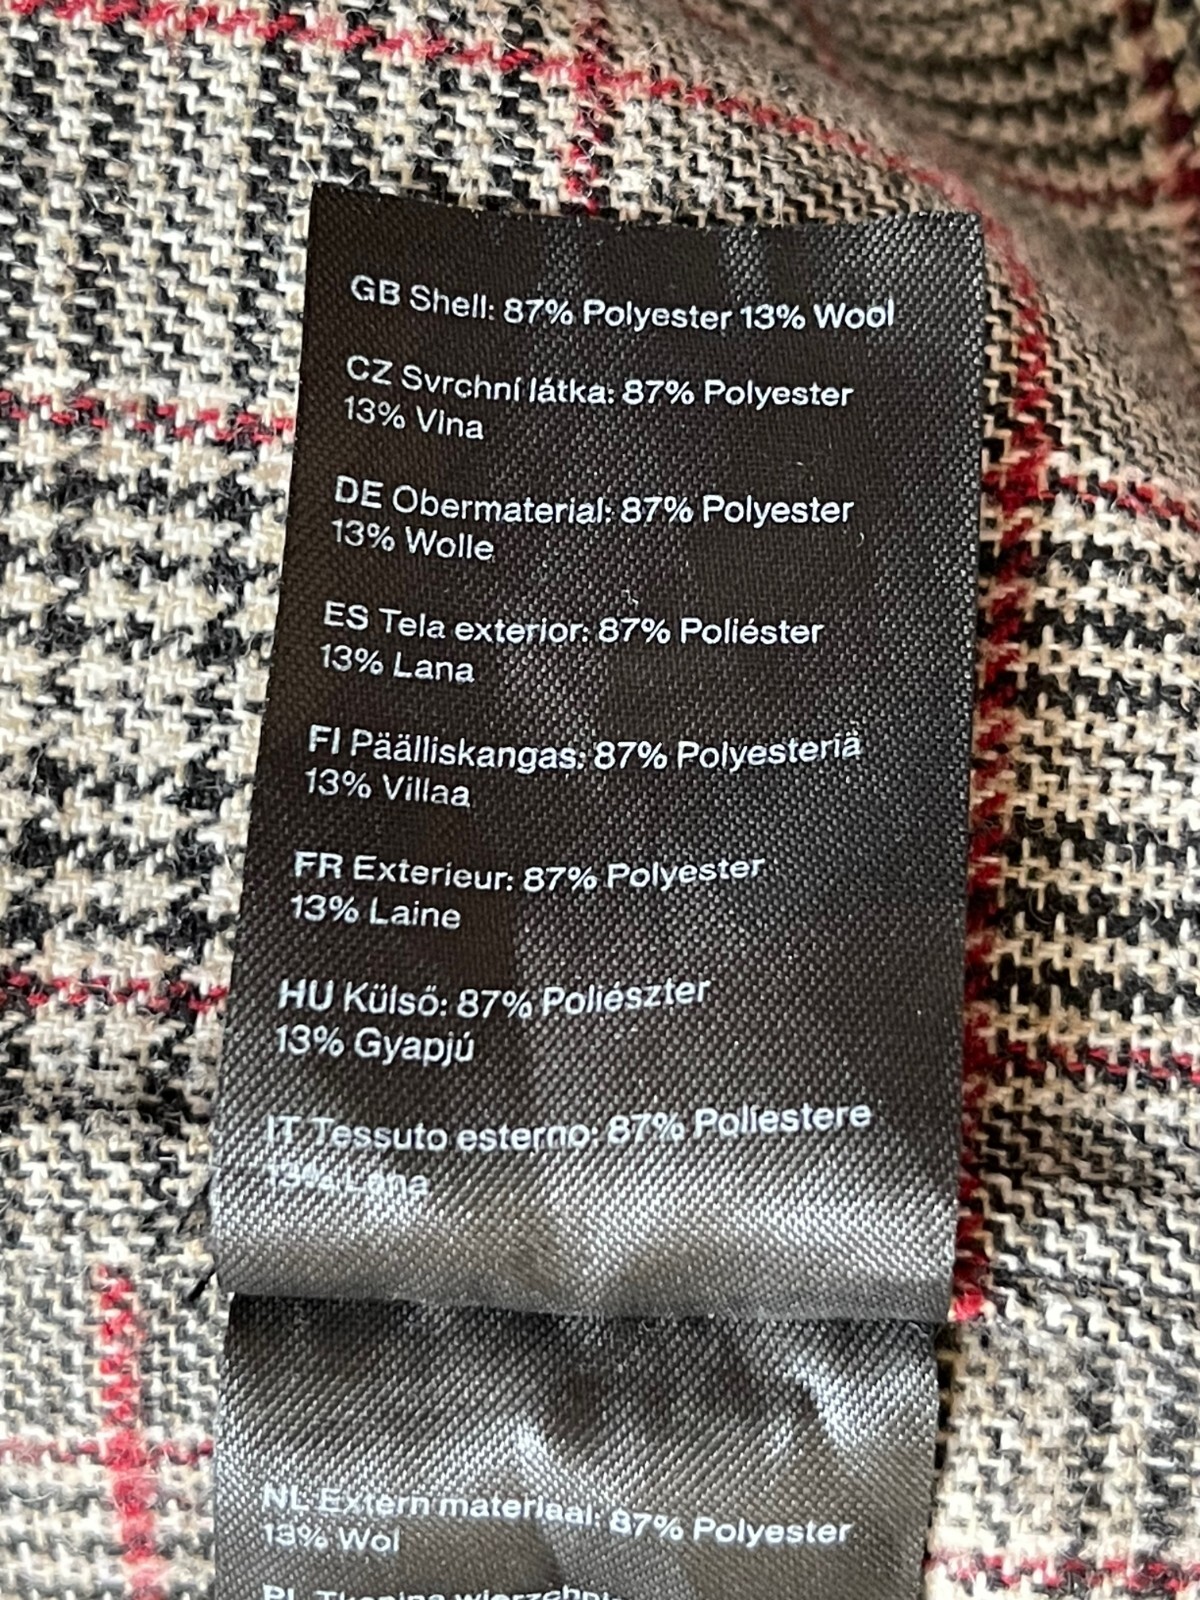 GB Shell: 87% Polyester 13% Wool
CZ Svrchní látka: 87% Polyester
13% Vlna
DE Obermaterial: 87% Polyester
13% Wolle
ES Tela exterior: 87% Poliéster
13% Lana
FI Päälliskangas: 87% Polyesteriä
13% Villaa
FR Exterieur: 87% Polyester
13% Laine
HU Külső: 87% Poliészter
13% Gyapjú
IT Tessuto esterno: 87% Poliestere
13% Lana
NL Extern materiaal: 87% Polyester
13% Wol
PL Tkanina wierzchni